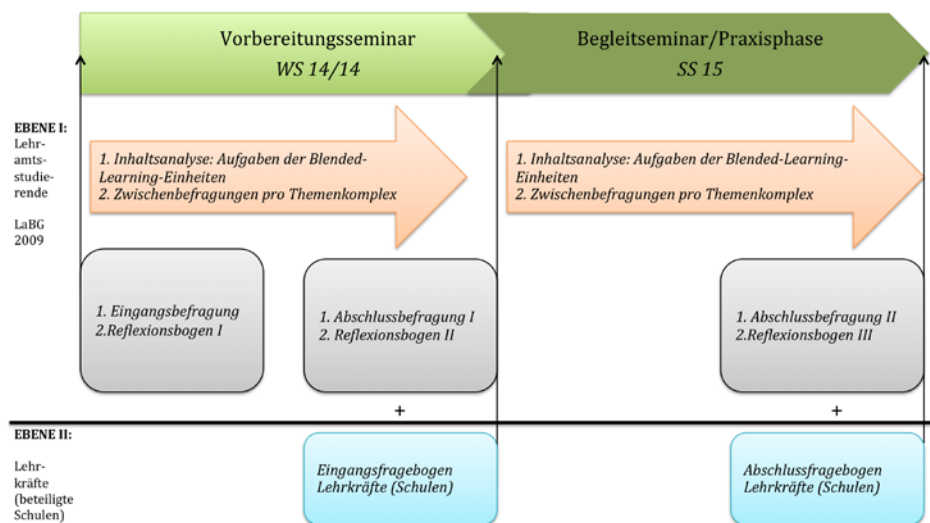 Vorbereitungsseminar
WS 14/14
Begleitseminar/Praxisphase
SS 15
EBENE I:
Lehr-
amts-
studie-
rende
LaBG
2009
1. Inhaltsanalyse: Aufgaben der Blended-
Learning-Einheiten
2. Zwischenbefragungen pro Themenkomplex
1. Inhaltsanalyse: Aufgaben der Blended-Learning-
Einheiten
2. Zwischenbefragungen pro Themenkomplex
1. Eingangsbefragung
2.Reflexionsbogen I
1. Abschlussbefragung I
2. Reflexionsbogen II
1. Abschlussbefragung II
2.Reflexionsbogen III
+
+
EBENE II:
Lehr-
kräfte
(beteiligte
Schulen)
Eingangsfragebogen
Lehrkräfte (Schulen)
Abschlussfragebogen
Lehrkräfte (Schulen)